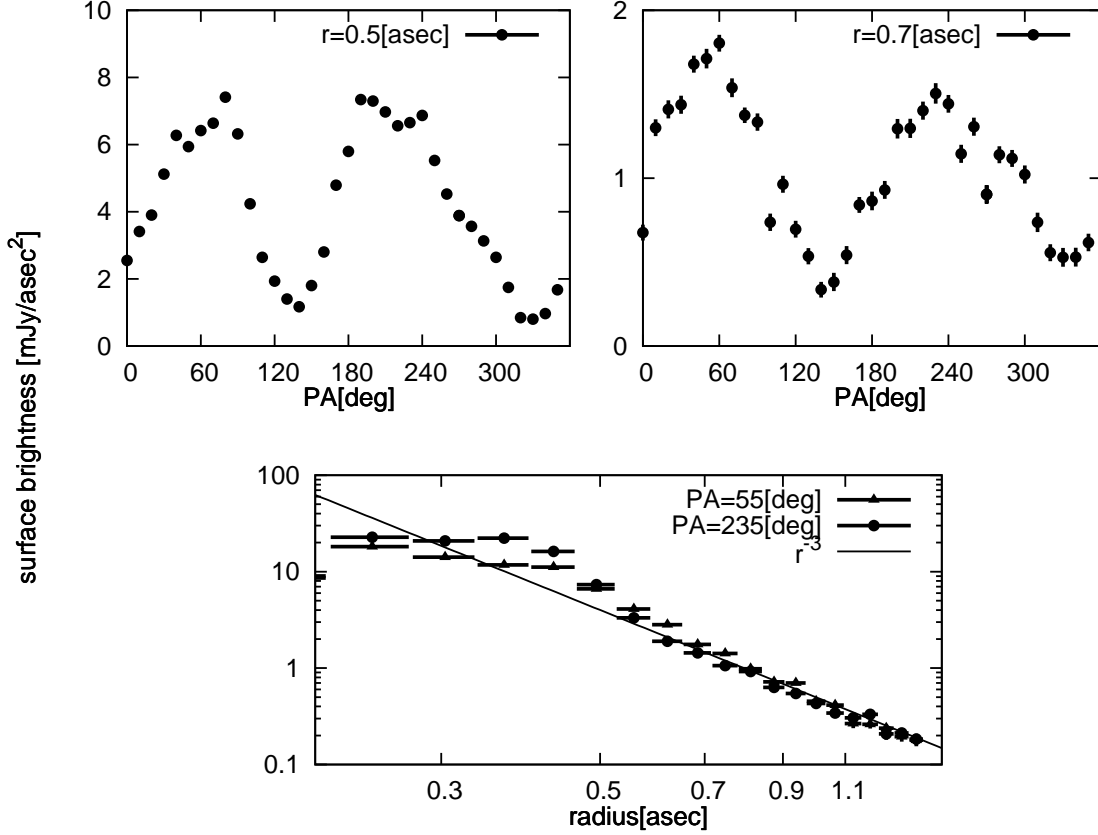 surface brightness [mJy/asec²]
r=0.5[asec]
10
8
6
4
2
0
0 60 120 180 240 300
PA[deg]
r=0.7[asec]
2
1
0
0 60 120 180 240 300
PA[deg]
PA=55[deg]
PA=235[deg]
r⁻³
100
10
1
0.1
0.3 0.5 0.7 0.9 1.1
radius[asec]